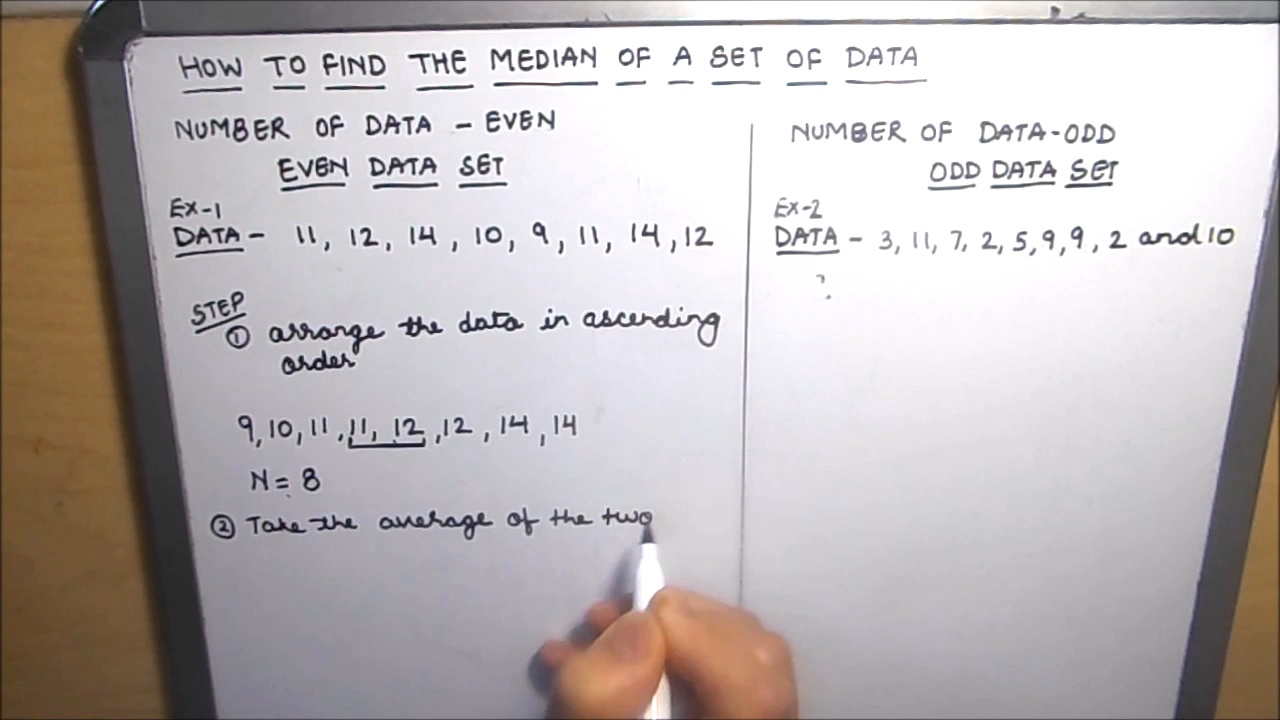 HOW TO FIND THE MEDIAN OF A SET OF DATA
NUMBER OF DATA - EVEN
EVEN DATA SET
EX-1
DATA - 11, 12, 14, 10, 9, 11, 14, 12
STEP
① arrange the data in ascending
order
9, 10, 11, 11, 12, 12, 14, 14
N = 8
② Take the average of the two
NUMBER OF DATA-ODD
ODD DATA SET
EX-2
DATA - 3, 11, 7, 2, 5, 9, 9, 2 and 10